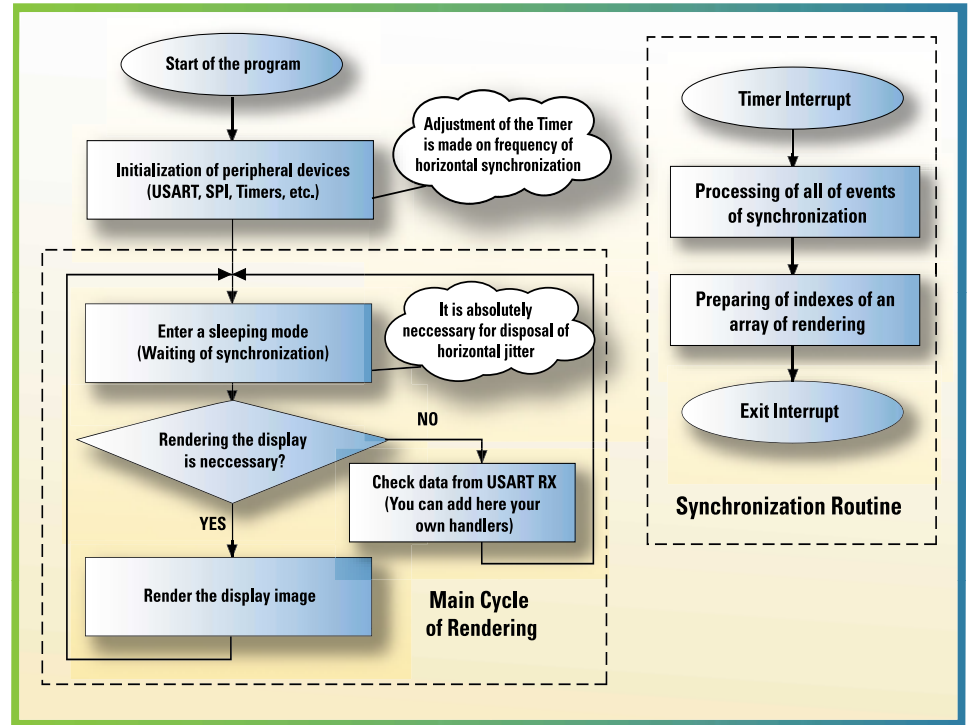 Start of the program
Adjustment of the Timer
is made on frequency of
horizontal synchronization
Initialization of peripheral devices
(USART, SPI, Timers, etc.)
Enter a sleeping mode
(Waiting of synchronization)
It is absolutely
neccessary for disposal of
horizontal jitter
Rendering the display
is neccessary?
NO
Check data from USART RX
(You can add here your
own handlers)
YES
Render the display image
Main Cycle
of Rendering
Timer Interrupt
Processing of all of events
of synchronization
Preparing of indexes of an
array of rendering
Exit Interrupt
Synchronization Routine